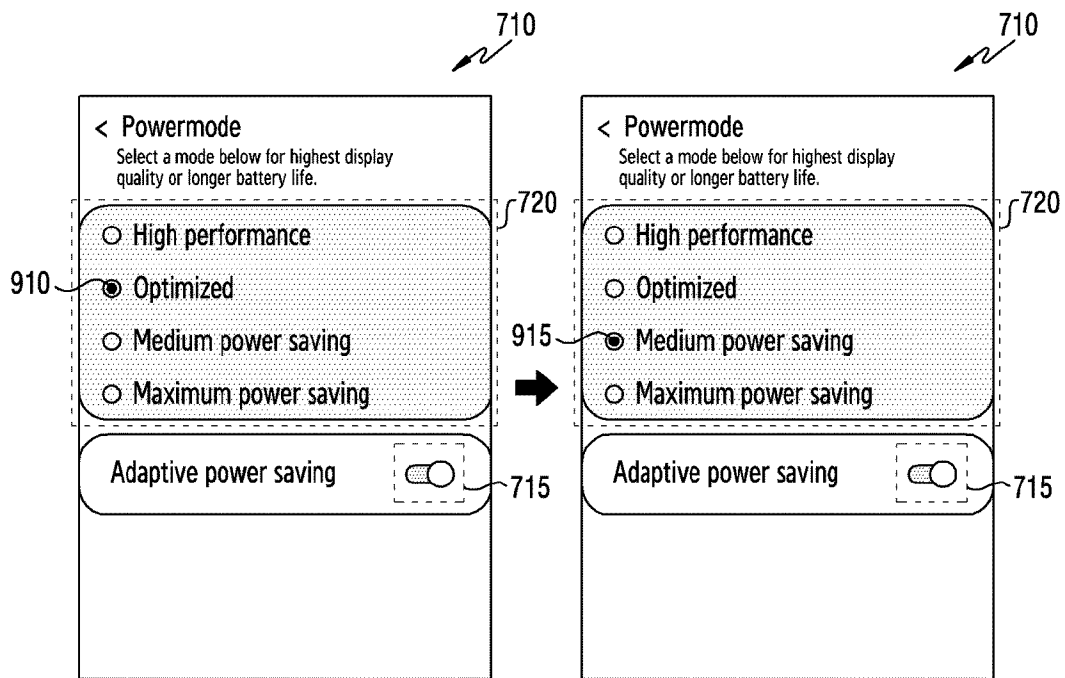 710
< Powermode
Select a mode below for highest display
quality or longer battery life.
720
High performance
910
Optimized
Medium power saving
Maximum power saving
Adaptive power saving
715
710
< Powermode
Select a mode below for highest display
quality or longer battery life.
720
High performance
Optimized
915
Medium power saving
Maximum power saving
Adaptive power saving
715